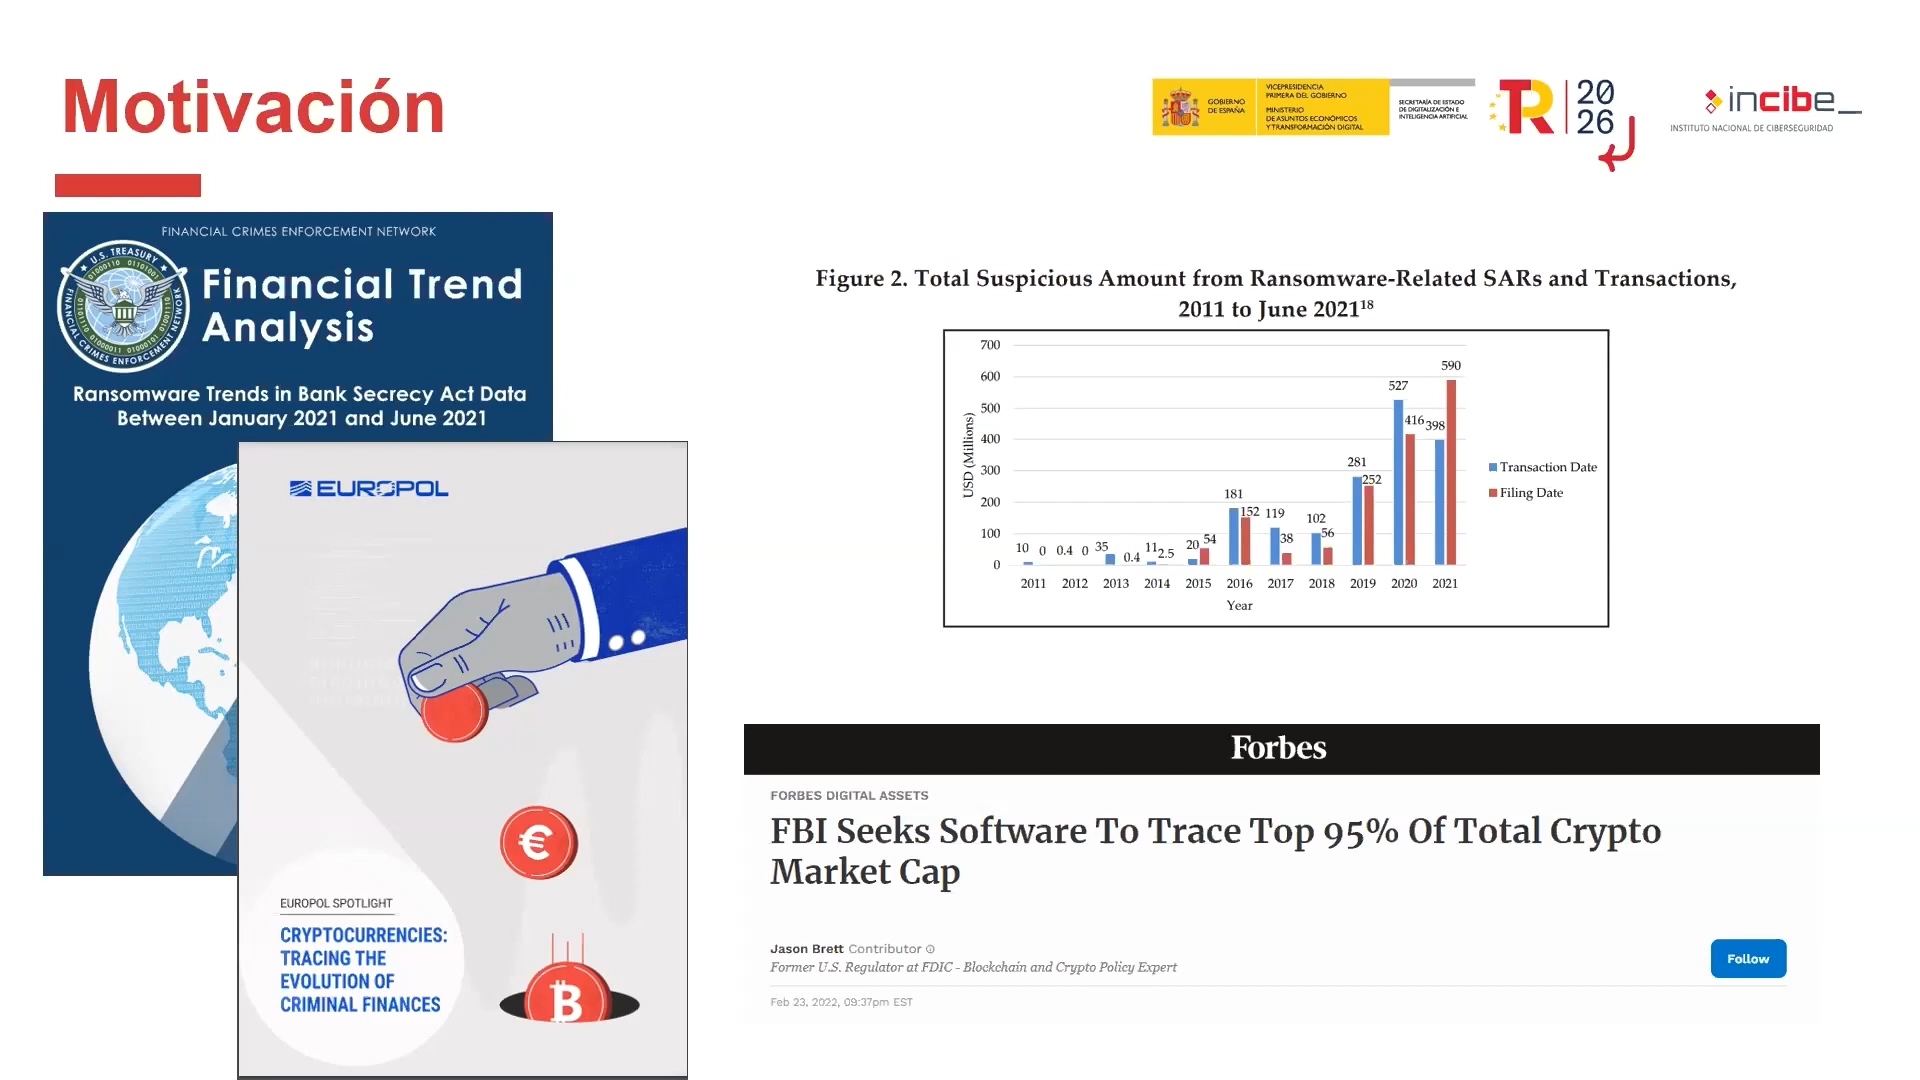 Motivación
GOBIERNO
DE ESPAÑA
VICEPRESIDENCIA
PRIMERA DEL GOBIERNO
MINISTERIO
DE ASUNTOS ECONÓMICOS
Y TRANSFORMACIÓN DIGITAL
SECRETARÍA DE ESTADO
DE DIGITALIZACIÓN E
INTELIGENCIA ARTIFICIAL
R
20
26
incibe_
INSTITUTO NACIONAL DE CIBERSEGURIDAD
FINANCIAL CRIMES ENFORCEMENT NETWORK
U.S. TREASURY
FINANCIAL CRIMES ENFORCEMENT NETWORK
Financial Trend
Analysis
Ransomware Trends in Bank Secrecy Act Data
Between January 2021 and June 2021
EUROPOL
€
B
EUROPOL SPOTLIGHT
CRYPTOCURRENCIES:
TRACING THE
EVOLUTION OF
CRIMINAL FINANCES
Figure 2. Total Suspicious Amount from Ransomware-Related SARs and Transactions,
2011 to June 2021¹⁸
USD (Millions)
700
600
500
400
300
200
100
0
10 0 0.4 0 35 0.4 11 2.5 20 54 181 152 119 38 102 56 281 252 527 416 398 590
2011 2012 2013 2014 2015 2016 2017 2018 2019 2020 2021
Year
Transaction Date
Filing Date
Forbes
FORBES DIGITAL ASSETS
FBI Seeks Software To Trace Top 95% Of Total Crypto
Market Cap
Jason Brett Contributor
Former U.S. Regulator at FDIC - Blockchain and Crypto Policy Expert
Follow
Feb 23, 2022, 09:37pm EST